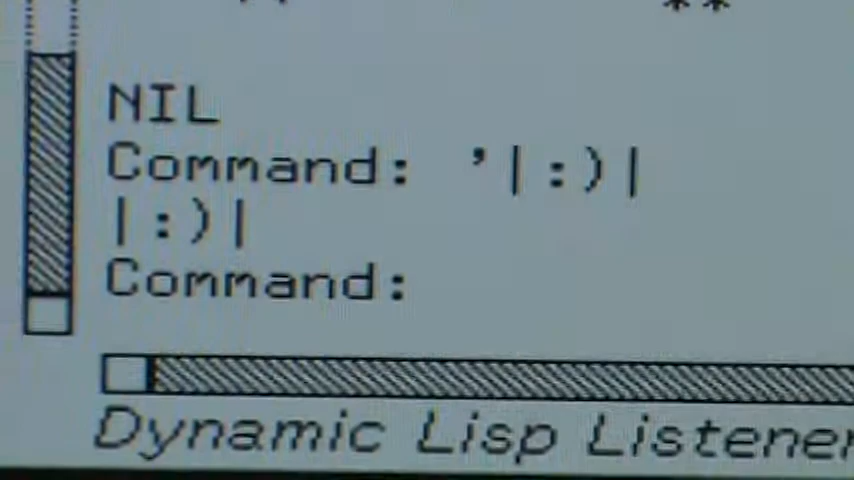 **
NIL
Command: '|:)|
|:)|
Command:
Dynamic Lisp Listener